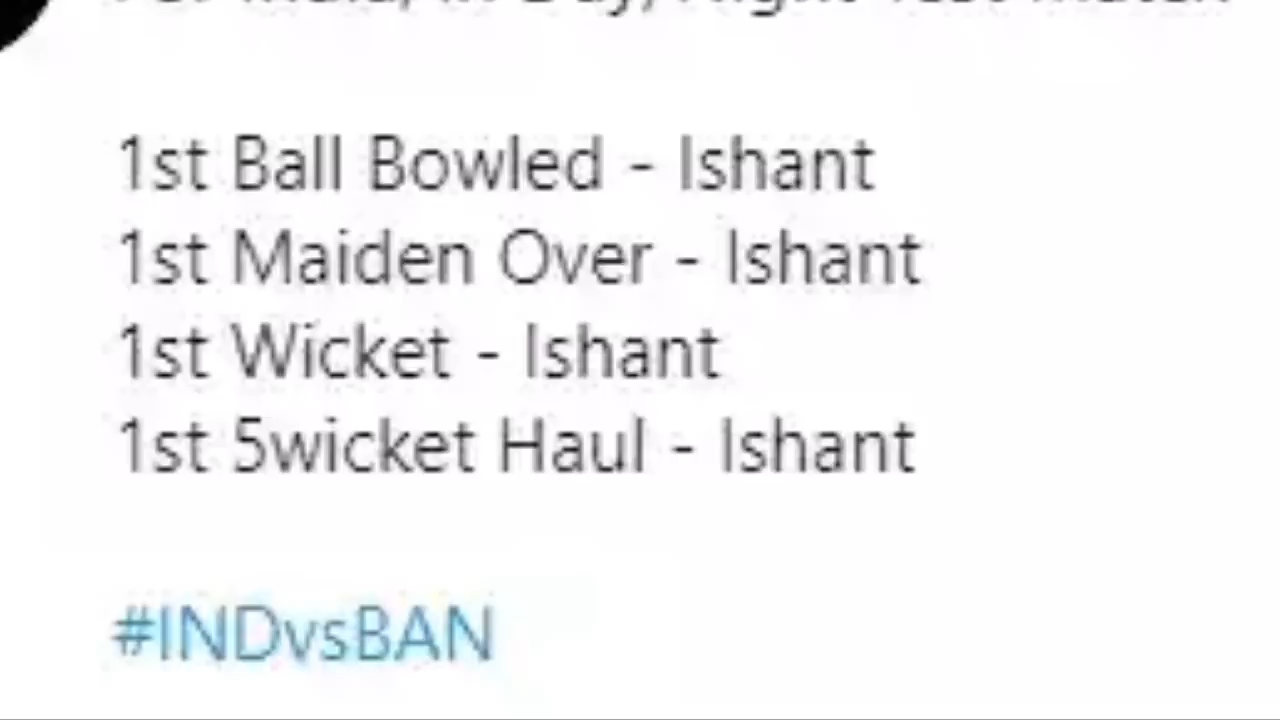 1st Ball Bowled - Ishant
1st Maiden Over - Ishant
1st Wicket - Ishant
1st 5wicket Haul - Ishant
#INDvsBAN